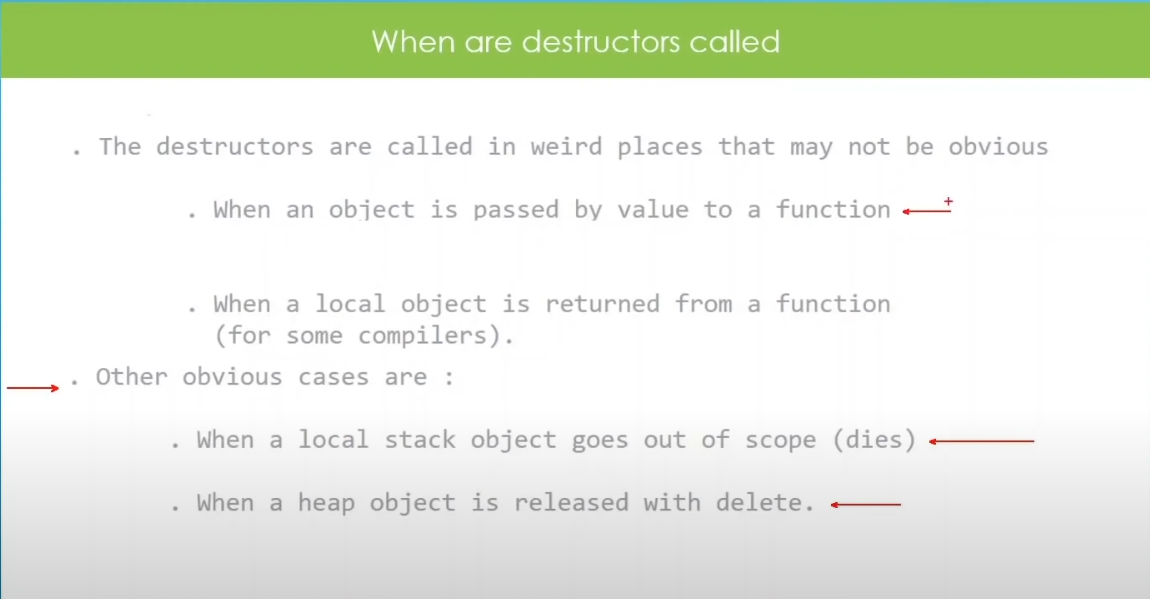 When are destructors called
. The destructors are called in weird places that may not be obvious
. When an object is passed by value to a function
. When a local object is returned from a function
(for some compilers).
. Other obvious cases are :
. When a local stack object goes out of scope (dies)
. When a heap object is released with delete.